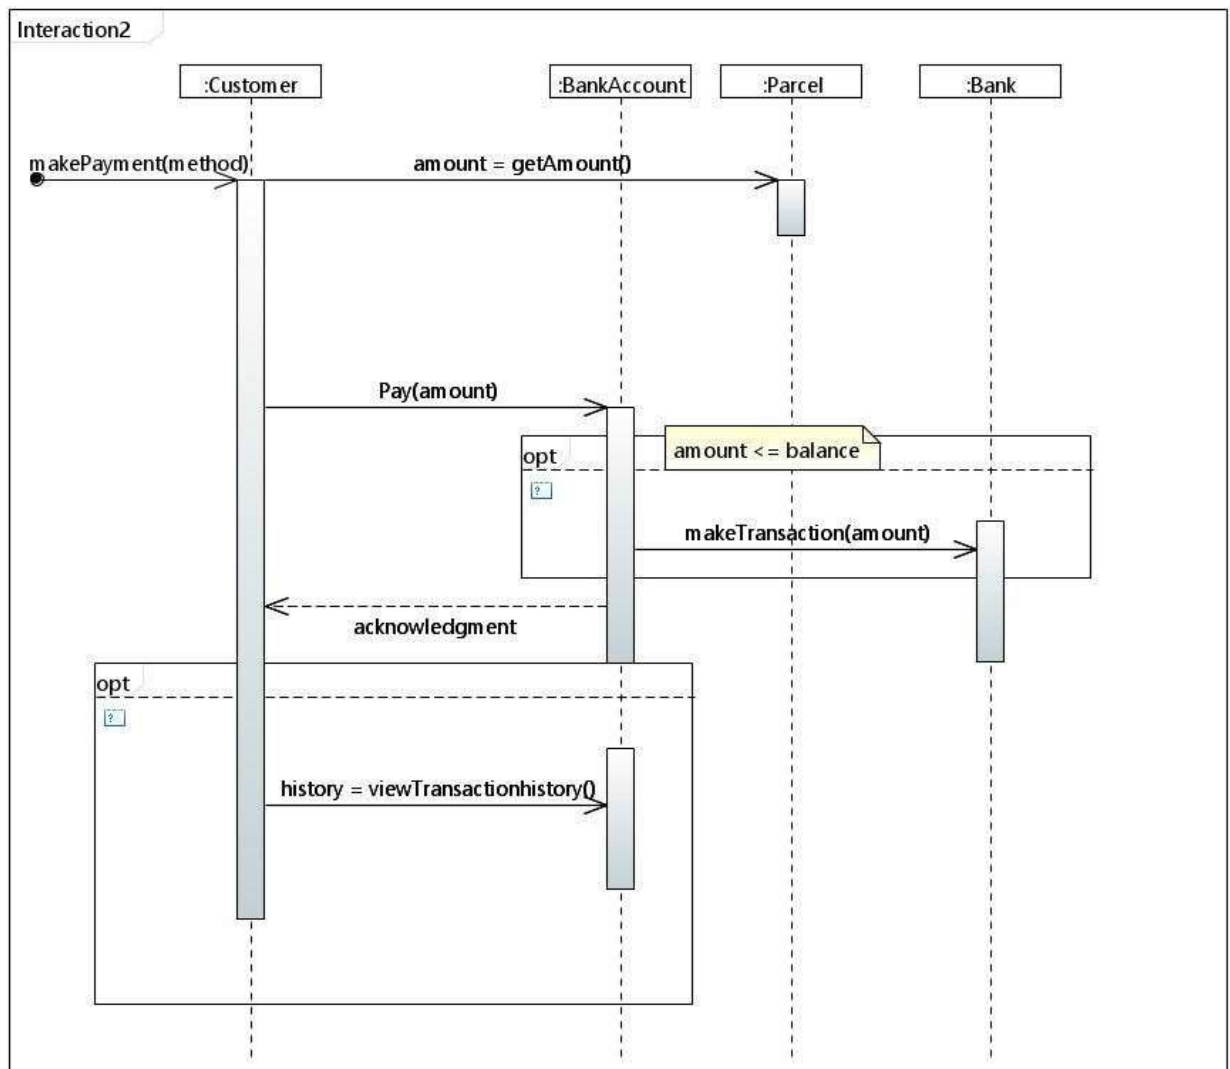 Interaction2
:Customer
:BankAccount
:Parcel
:Bank
makePayment(method)
amount = getAmount()
Pay(amount)
opt
amount <= balance
?
makeTransaction(amount)
acknowledgment
opt
?
history = viewTransactionhistory()